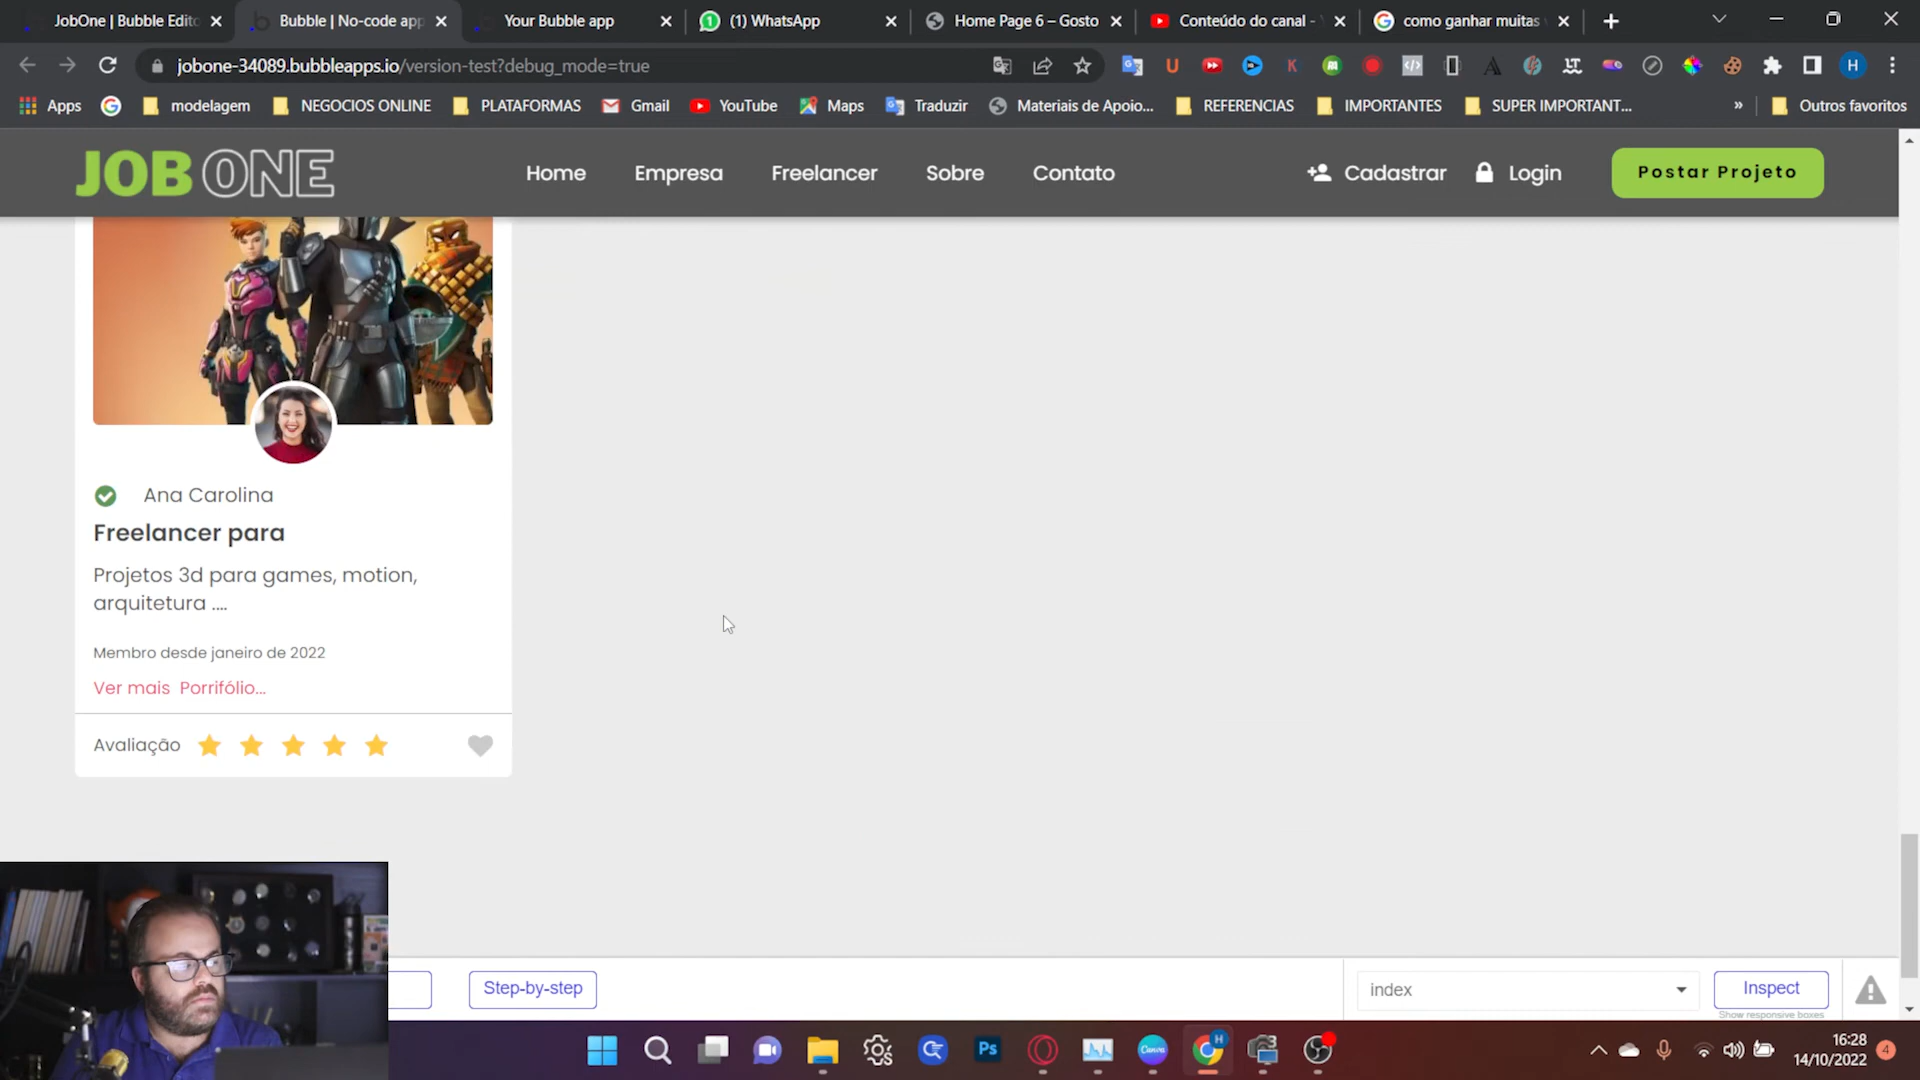 JobOne | Bubble Edito
Bubble | No-code app
Your Bubble app
(1) WhatsApp
Home Page 6 – Gosto
Conteúdo do canal -
como ganhar muitas
jobone-34089.bubbleapps.io/version-test?debug_mode=true
Apps
modelagem
NEGOCIOS ONLINE
PLATAFORMAS
Gmail
YouTube
Maps
Traduzir
Materiais de Apoio...
REFERENCIAS
IMPORTANTES
SUPER IMPORTANT...
»
Outros favoritos
JOB ONE
Home
Empresa
Freelancer
Sobre
Contato
Cadastrar
Login
Postar Projeto
Ana Carolina
Freelancer para
Projetos 3d para games, motion,
arquitetura ....
Membro desde janeiro de 2022
Ver mais Porrifólio...
Avaliação
Step-by-step
index
Inspect
Show responsive boxes
16:28
14/10/2022
4